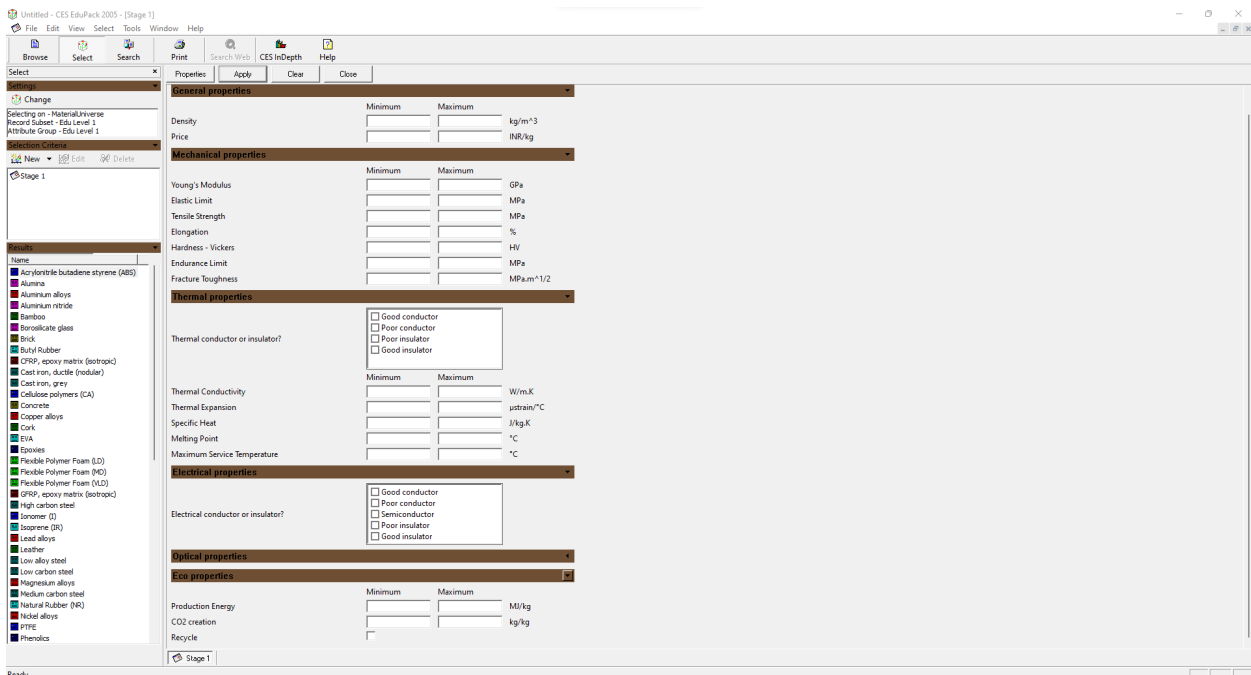 Untitled - CES EduPack 2005 - [Stage 1]
File Edit View Select Tools Window Help
Browse Select Search Print Search Web CES InDepth Help
Select
Properties Apply Clear Close
Settings
Change
Selecting on - MaterialUniverse
Record Subset - Edu Level 1
Attribute Group - Edu Level 1
Selection Criteria
New Edit Delete
Stage 1
Results
Name
Acrylonitrile butadiene styrene (ABS)
Alumina
Aluminium alloys
Aluminium nitride
Bamboo
Borosilicate glass
Brick
Butyl Rubber
CFRP, epoxy matrix (isotropic)
Cast iron, ductile (nodular)
Cast iron, grey
Cellulose polymers (CA)
Concrete
Copper alloys
Cork
EVA
Epoxies
Flexible Polymer Foam (LD)
Flexible Polymer Foam (MD)
Flexible Polymer Foam (VLD)
GFRP, epoxy matrix (isotropic)
High carbon steel
Ionomer (I)
Isoprene (IR)
Lead alloys
Leather
Low alloy steel
Low carbon steel
Magnesium alloys
Medium carbon steel
Natural Rubber (NR)
Nickel alloys
PTFE
Phenolics
General properties
Minimum Maximum
Density kg/m^3
Price INR/kg
Mechanical properties
Minimum Maximum
Young's Modulus GPa
Elastic Limit MPa
Tensile Strength MPa
Elongation %
Hardness - Vickers HV
Endurance Limit MPa
Fracture Toughness MPa.m^1/2
Thermal properties
Thermal conductor or insulator?
Good conductor
Poor conductor
Poor insulator
Good insulator
Minimum Maximum
Thermal Conductivity W/m.K
Thermal Expansion µstrain/°C
Specific Heat J/kg.K
Melting Point °C
Maximum Service Temperature °C
Electrical properties
Electrical conductor or insulator?
Good conductor
Poor conductor
Semiconductor
Poor insulator
Good insulator
Optical properties
Eco properties
Minimum Maximum
Production Energy MJ/kg
CO2 creation kg/kg
Recycle
Stage 1
Ready